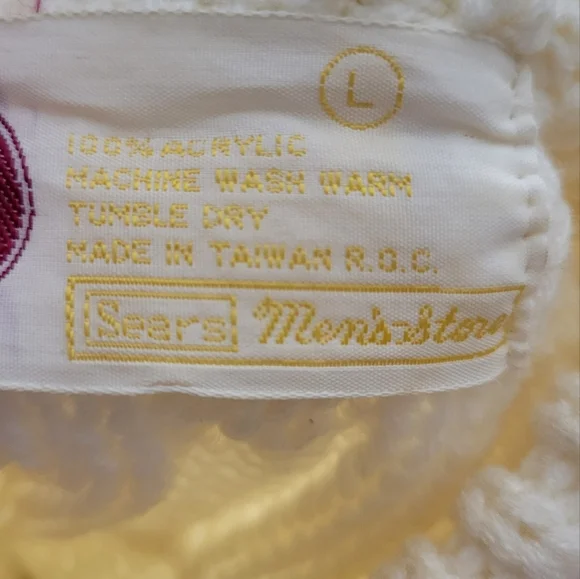 L
100% ACRYLIC
MACHINE WASH WARM
TUMBLE DRY
MADE IN TAIWAN R.O.C.
Sears Men's Store